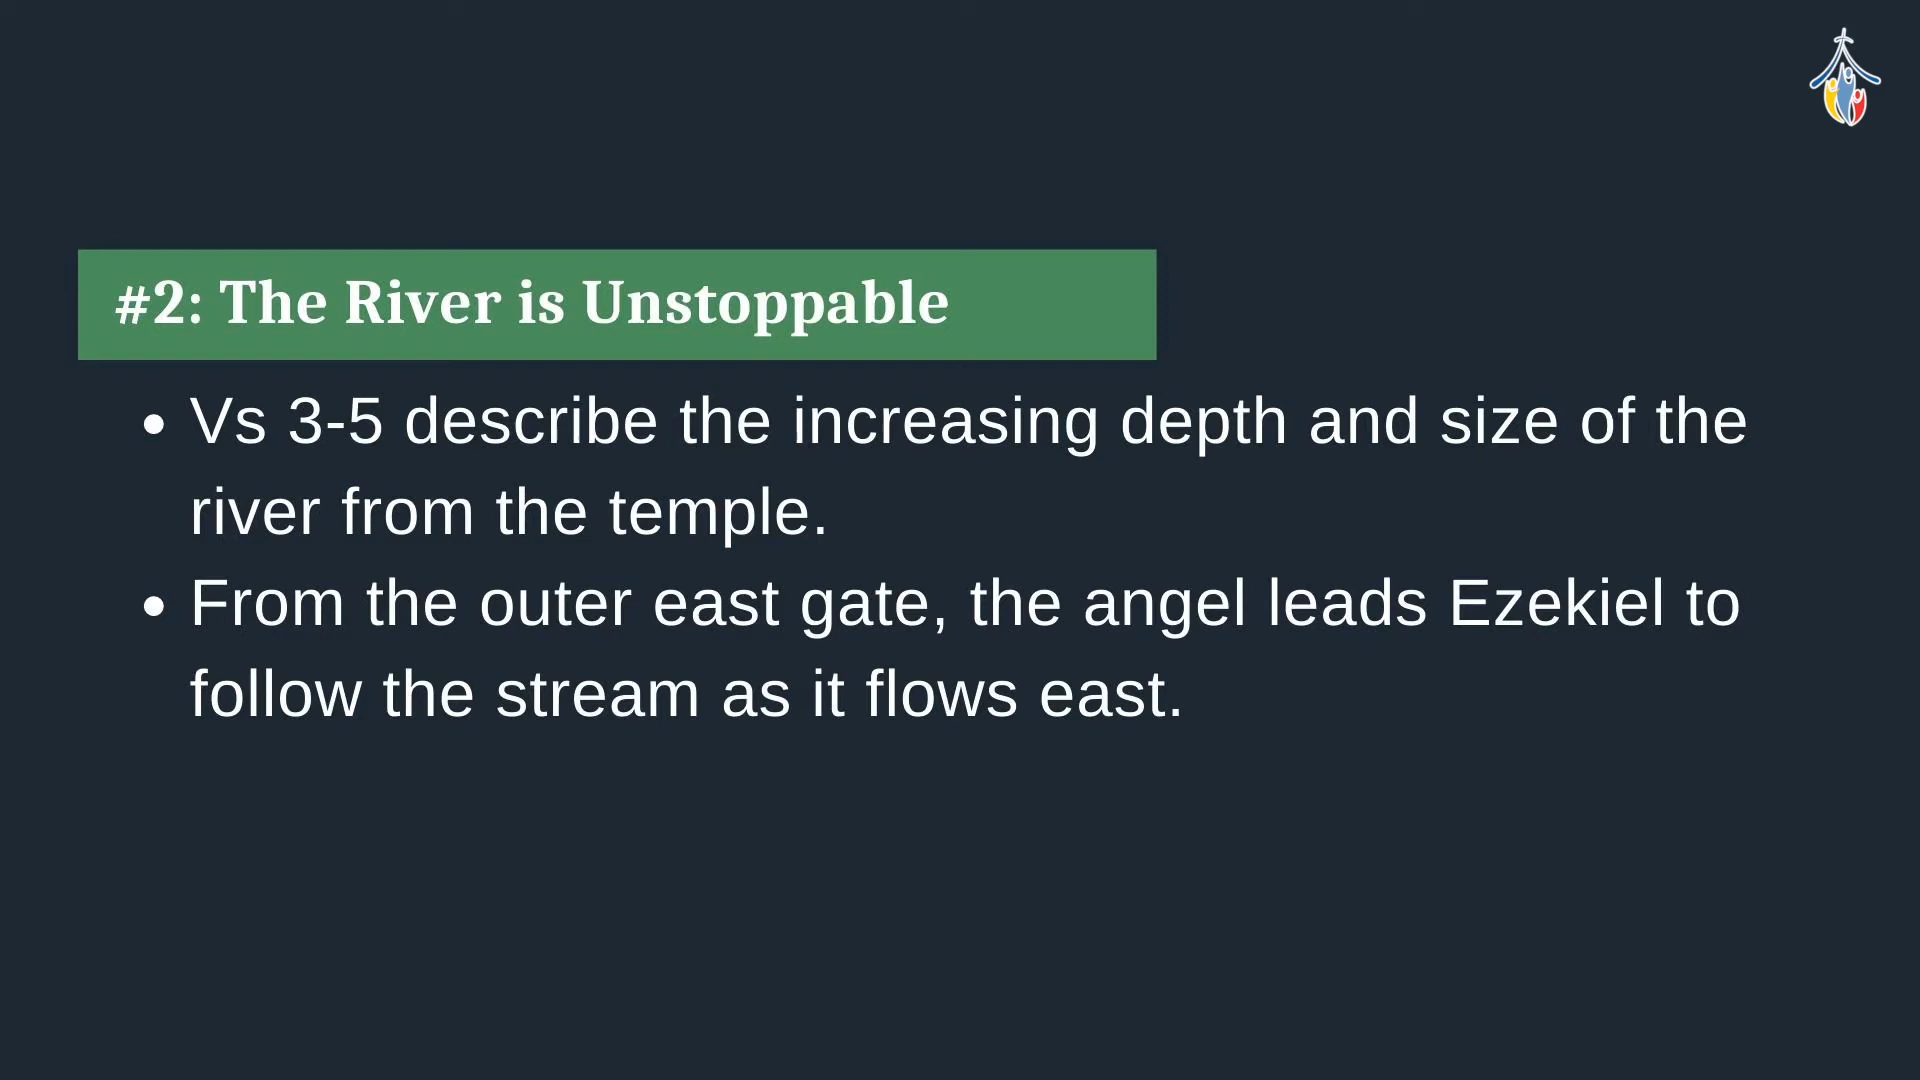 #2: The River is Unstoppable
• Vs 3-5 describe the increasing depth and size of the
river from the temple.
• From the outer east gate, the angel leads Ezekiel to
follow the stream as it flows east.